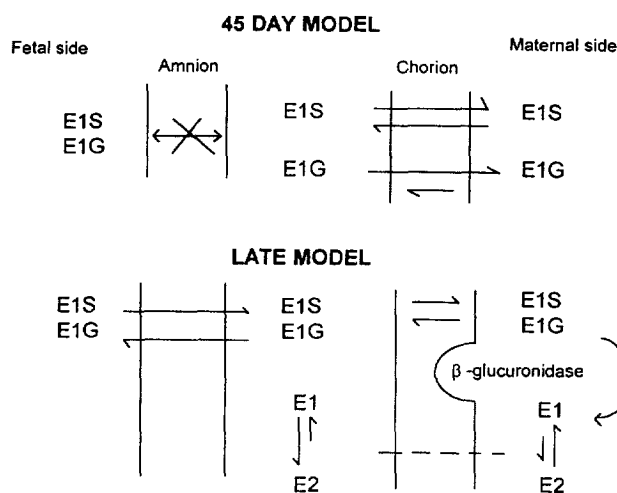 45 DAY MODEL
Fetal side
Maternal side
Amnion
Chorion
E1S
E1G
E1S
E1S
E1G
E1G
LATE MODEL
E1S
E1G
E1S
E1G
E1S
E1G
β -glucuronidase
E1
E1
E2
E2